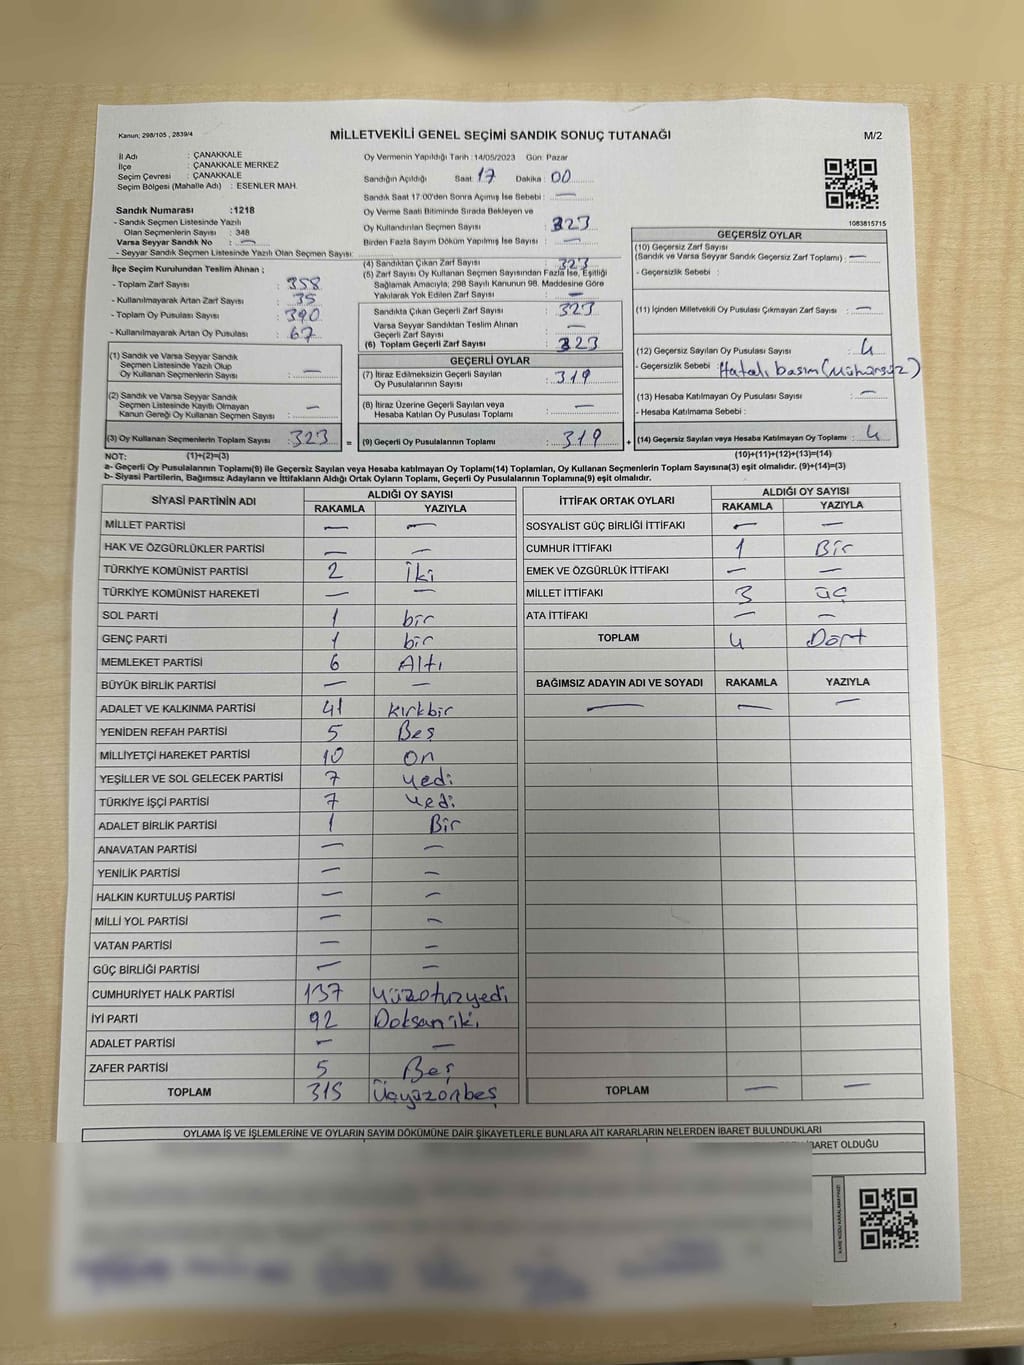 Kanun; 298/105 , 2839/4
MİLLETVEKİLİ GENEL SEÇİMİ SANDIK SONUÇ TUTANAĞI
M/2
İl Adı : ÇANAKKALE
İlçe : ÇANAKKALE MERKEZ
Seçim Çevresi : ÇANAKKALE
Seçim Bölgesi (Mahalle Adı) : ESENLER MAH.
Sandık Numarası :1218
- Sandık Seçmen Listesinde Yazılı
Olan Seçmenlerin Sayısı : 348
Varsa Seyyar Sandık No : —
- Seyyar Sandık Seçmen Listesinde Yazılı Olan Seçmen Sayısı:
Oy Vermenin Yapıldığı Tarih :14/05/2023 Gün: Pazar
Sandığın Açıldığı Saat: 17 Dakika : 00
Sandık Saat 17:00'den Sonra Açımış İse Sebebi : —
Oy Verme Saati Bitiminde Sırada Bekleyen ve
Oy Kullandırılan Seçmen Sayısı : 323
Birden Fazla Sayım Döküm Yapılmış İse Sayısı : —
1083815715
İlçe Seçim Kurulundan Teslim Alınan ;
- Toplam Zarf Sayısı : 358
- Kullanılmayarak Artan Zarf Sayısı : 35
- Toplam Oy Pusulası Sayısı : 390
- Kullanılmayarak Artan Oy Pusulası : 67
(4) Sandıktan Çıkan Zarf Sayısı : 323
(5) Zarf Sayısı Oy Kullanan Seçmen Sayısından Fazla İse, Eşitliği
Sağlamak Amacıyla; 298 Sayılı Kanunun 98. Maddesine Göre
Yakılarak Yok Edilen Zarf Sayısı : —
Sandıkta Çıkan Geçerli Zarf Sayısı : 323
Varsa Seyyar Sandıktan Teslim Alınan
Geçerli Zarf Sayısı : —
(6) Toplam Geçerli Zarf Sayısı : 323
GEÇERSİZ OYLAR
(10) Geçersiz Zarf Sayısı
(Sandık ve Varsa Seyyar Sandık Geçersiz Zarf Toplamı) : —
- Geçersizlik Sebebi :
(11) İçinden Milletvekili Oy Pusulası Çıkmayan Zarf Sayısı : —
(12) Geçersiz Sayılan Oy Pusulası Sayısı : 4
- Geçersizlik Sebebi : Hatalı basım (Mühürsüz)
(13) Hesaba Katılmayan Oy Pusulası Sayısı : —
- Hesaba Katılmama Sebebi :
(14) Geçersiz Sayılan veya Hesaba Katılmayan Oy Toplamı : 4
(1) Sandık ve Varsa Seyyar Sandık
Seçmen Listesinde Yazılı Olup
Oy Kullanan Seçmenlerin Sayısı : —
(2) Sandık ve Varsa Seyyar Sandık
Seçmen Listesinde Kayıtlı Olmayan
Kanun Gereği Oy Kullanan Seçmen Sayısı : —
(3) Oy Kullanan Seçmenlerin Toplam Sayısı : 323 =
GEÇERLİ OYLAR
(7) İtiraz Edilmeksizin Geçerli Sayılan
Oy Pusulalarının Sayısı : 319
(8) İtiraz Üzerine Geçerli Sayılan veya
Hesaba Katılan Oy Pusulası Toplamı : —
(9) Geçerli Oy Pusulalarının Toplamı : 319 +
NOT: (1)+(2)=(3) (10)+(11)+(12)+(13)=(14)
a- Geçerli Oy Pusulalarının Toplamı(9) ile Geçersiz Sayılan veya Hesaba katılmayan Oy Toplamı(14) Toplamları, Oy Kullanan Seçmenlerin Toplam Sayısına(3) eşit olmalıdır. (9)+(14)=(3)
b- Siyasi Partilerin, Bağımsız Adayların ve İttifakların Aldığı Ortak Oyların Toplamı, Geçerli Oy Pusulalarının Toplamına(9) eşit olmalıdır.
SİYASİ PARTİNİN ADI ALDIĞI OY SAYISI
RAKAMLA YAZIYLA
MİLLET PARTİSİ — —
HAK VE ÖZGÜRLÜKLER PARTİSİ — —
TÜRKİYE KOMÜNİST PARTİSİ 2 İki
TÜRKİYE KOMÜNİST HAREKETİ — —
SOL PARTİ 1 bir
GENÇ PARTİ 1 bir
MEMLEKET PARTİSİ 6 Altı
BÜYÜK BİRLİK PARTİSİ — —
ADALET VE KALKINMA PARTİSİ 41 kırkbir
YENİDEN REFAH PARTİSİ 5 Beş
MİLLİYETÇİ HAREKET PARTİSİ 10 on
YEŞİLLER VE SOL GELECEK PARTİSİ 7 yedi
TÜRKİYE İŞÇİ PARTİSİ 7 yedi
ADALET BİRLİK PARTİSİ 1 Bir
ANAVATAN PARTİSİ — —
YENİLİK PARTİSİ — —
HALKIN KURTULUŞ PARTİSİ — —
MİLLİ YOL PARTİSİ — —
VATAN PARTİSİ — —
GÜÇ BİRLİĞİ PARTİSİ — —
CUMHURİYET HALK PARTİSİ 137 Yüzotuzyedi
İYİ PARTİ 92 Doksaniki
ADALET PARTİSİ — —
ZAFER PARTİSİ 5 Beş
TOPLAM 315 Üçyüzonbeş
İTTİFAK ORTAK OYLARI ALDIĞI OY SAYISI
RAKAMLA YAZIYLA
SOSYALİST GÜÇ BİRLİĞİ İTTİFAKI — —
CUMHUR İTTİFAKI 1 Bir
EMEK VE ÖZGÜRLÜK İTTİFAKI — —
MİLLET İTTİFAKI 3 üç
ATA İTTİFAKI — —
TOPLAM 4 Dört
BAĞIMSIZ ADAYIN ADI VE SOYADI RAKAMLA YAZIYLA
— — —
TOPLAM — —
OYLAMA İŞ VE İŞLEMLERİNE VE OYLARIN SAYIM DÖKÜMÜNE DAİR ŞİKAYETLERLE BUNLARA AİT KARARLARIN NELERDEN İBARET BULUNDUKLARI
İBARET OLDUĞU